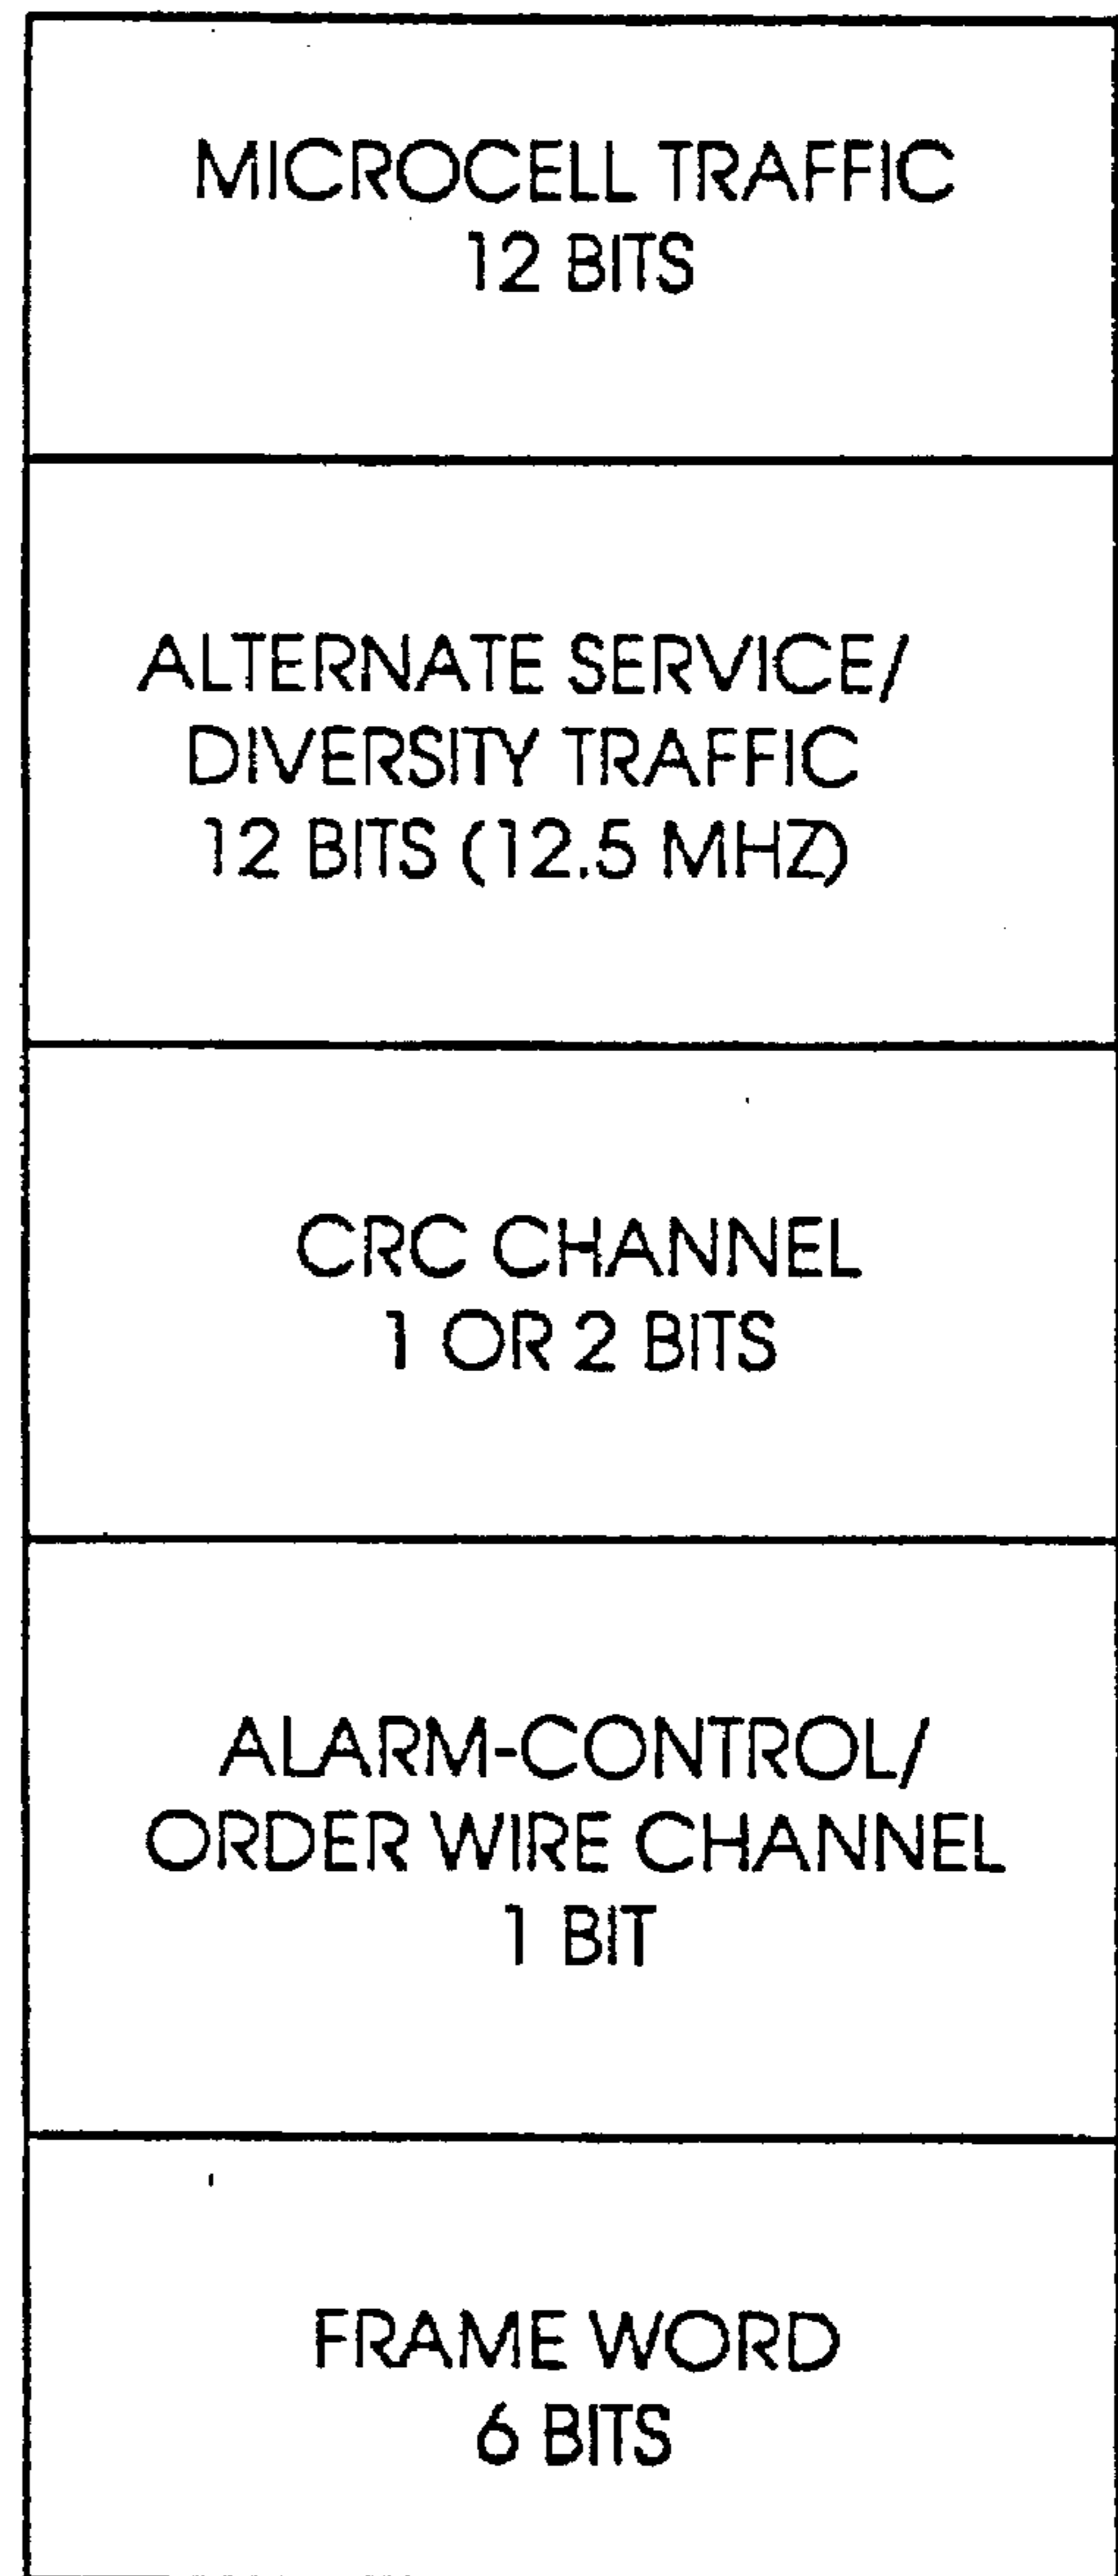 MICROCELL TRAFFIC
12 BITS
ALTERNATE SERVICE/
DIVERSITY TRAFFIC
12 BITS (12.5 MHZ)
CRC CHANNEL
1 OR 2 BITS
ALARM-CONTROL/
ORDER WIRE CHANNEL
1 BIT
FRAME WORD
6 BITS